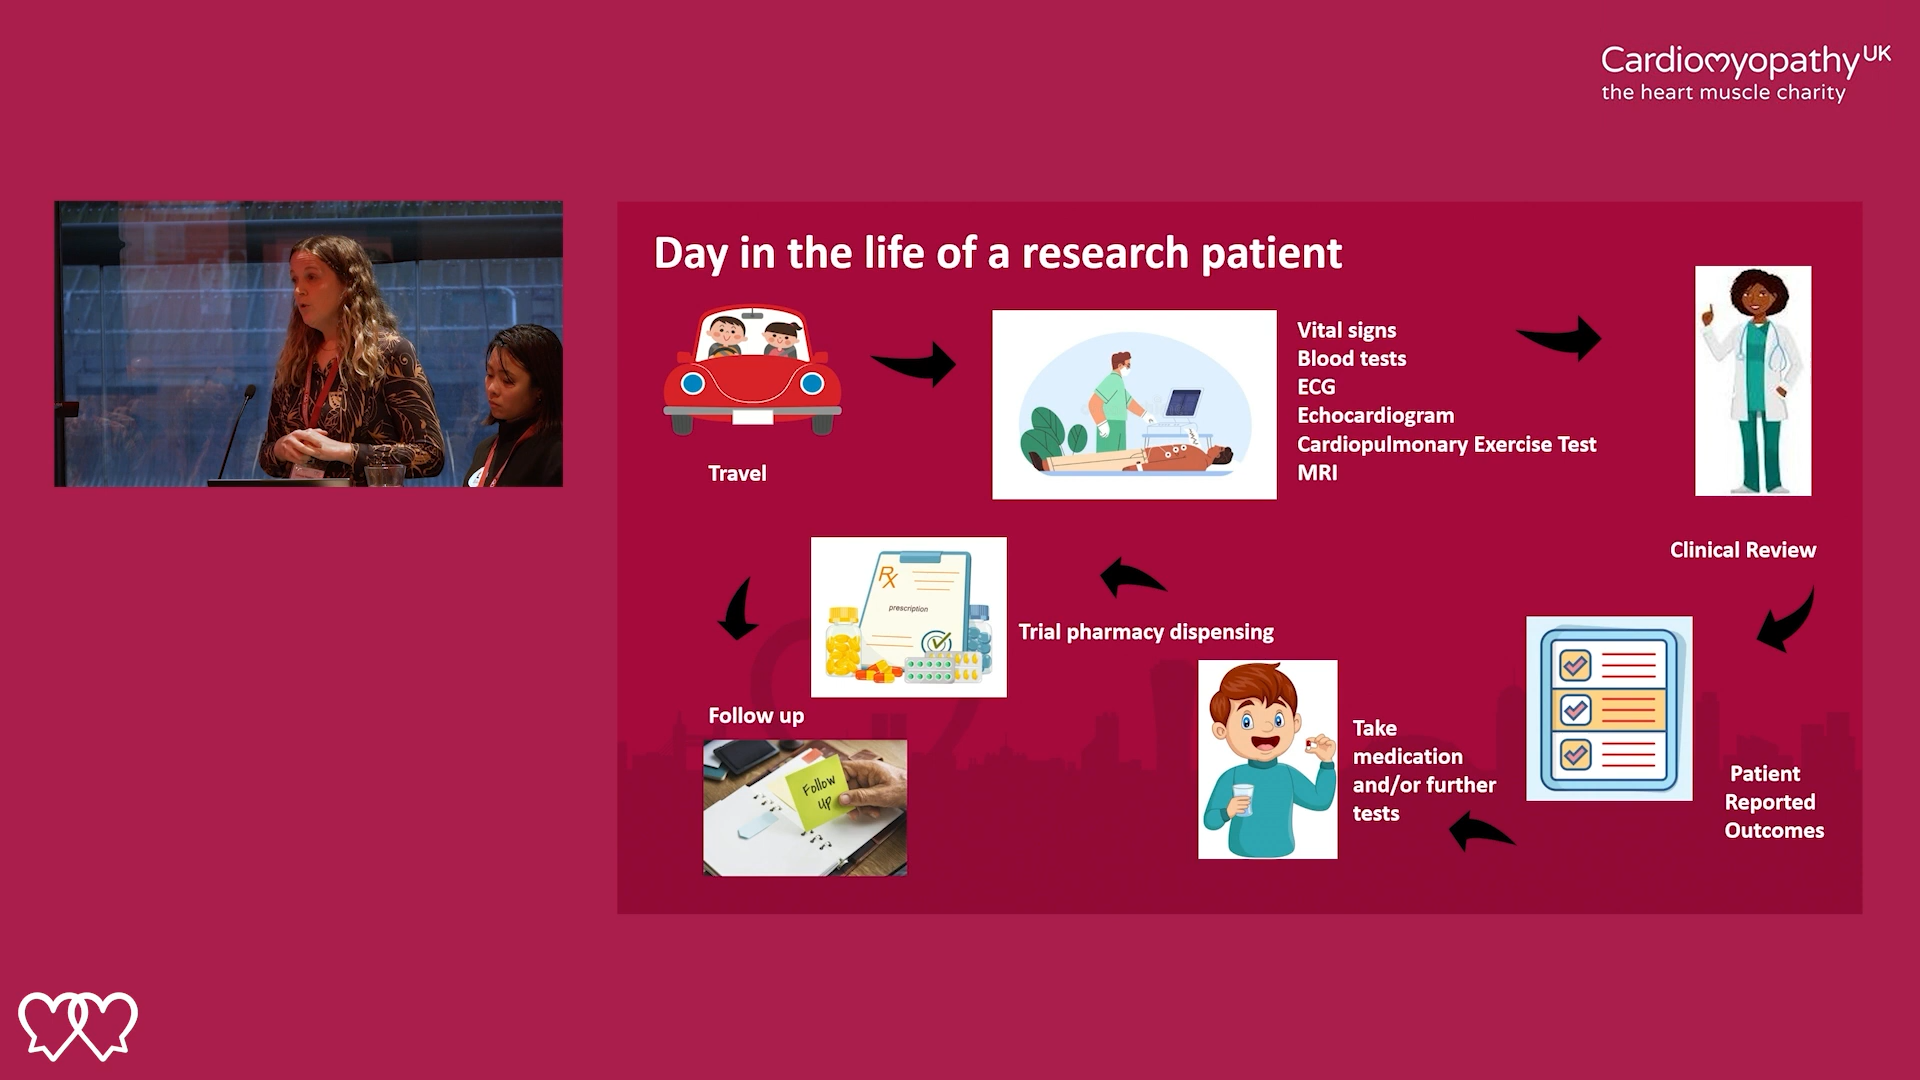 Cardiomyopathy UK
the heart muscle charity
Day in the life of a research patient
Travel
Vital signs
Blood tests
ECG
Echocardiogram
Cardiopulmonary Exercise Test
MRI
Clinical Review
Patient
Reported
Outcomes
Take
medication
and/or further
tests
Trial pharmacy dispensing
Rx
prescription
Follow up
Follow
up